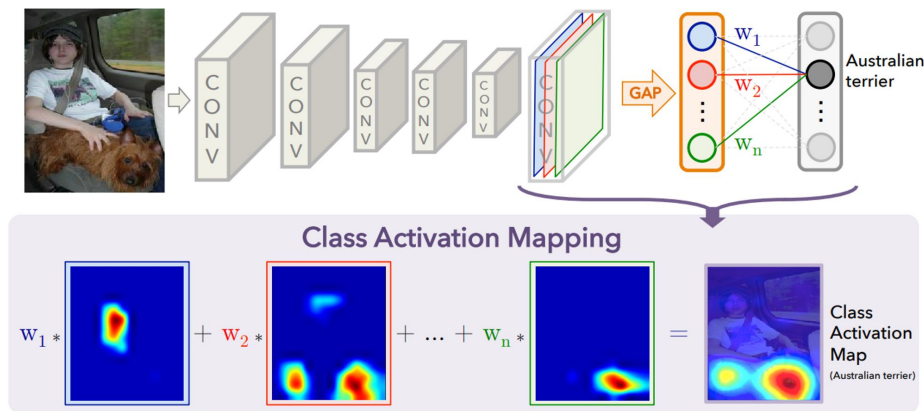 CONV
CONV
CONV
CONV
CONV
CONV
GAP
w1
w2
⋮
wn
⋮
Australian
terrier
Class Activation Mapping
w1 * + w2 * + ... + wn * =
Class
Activation
Map
(Australian terrier)